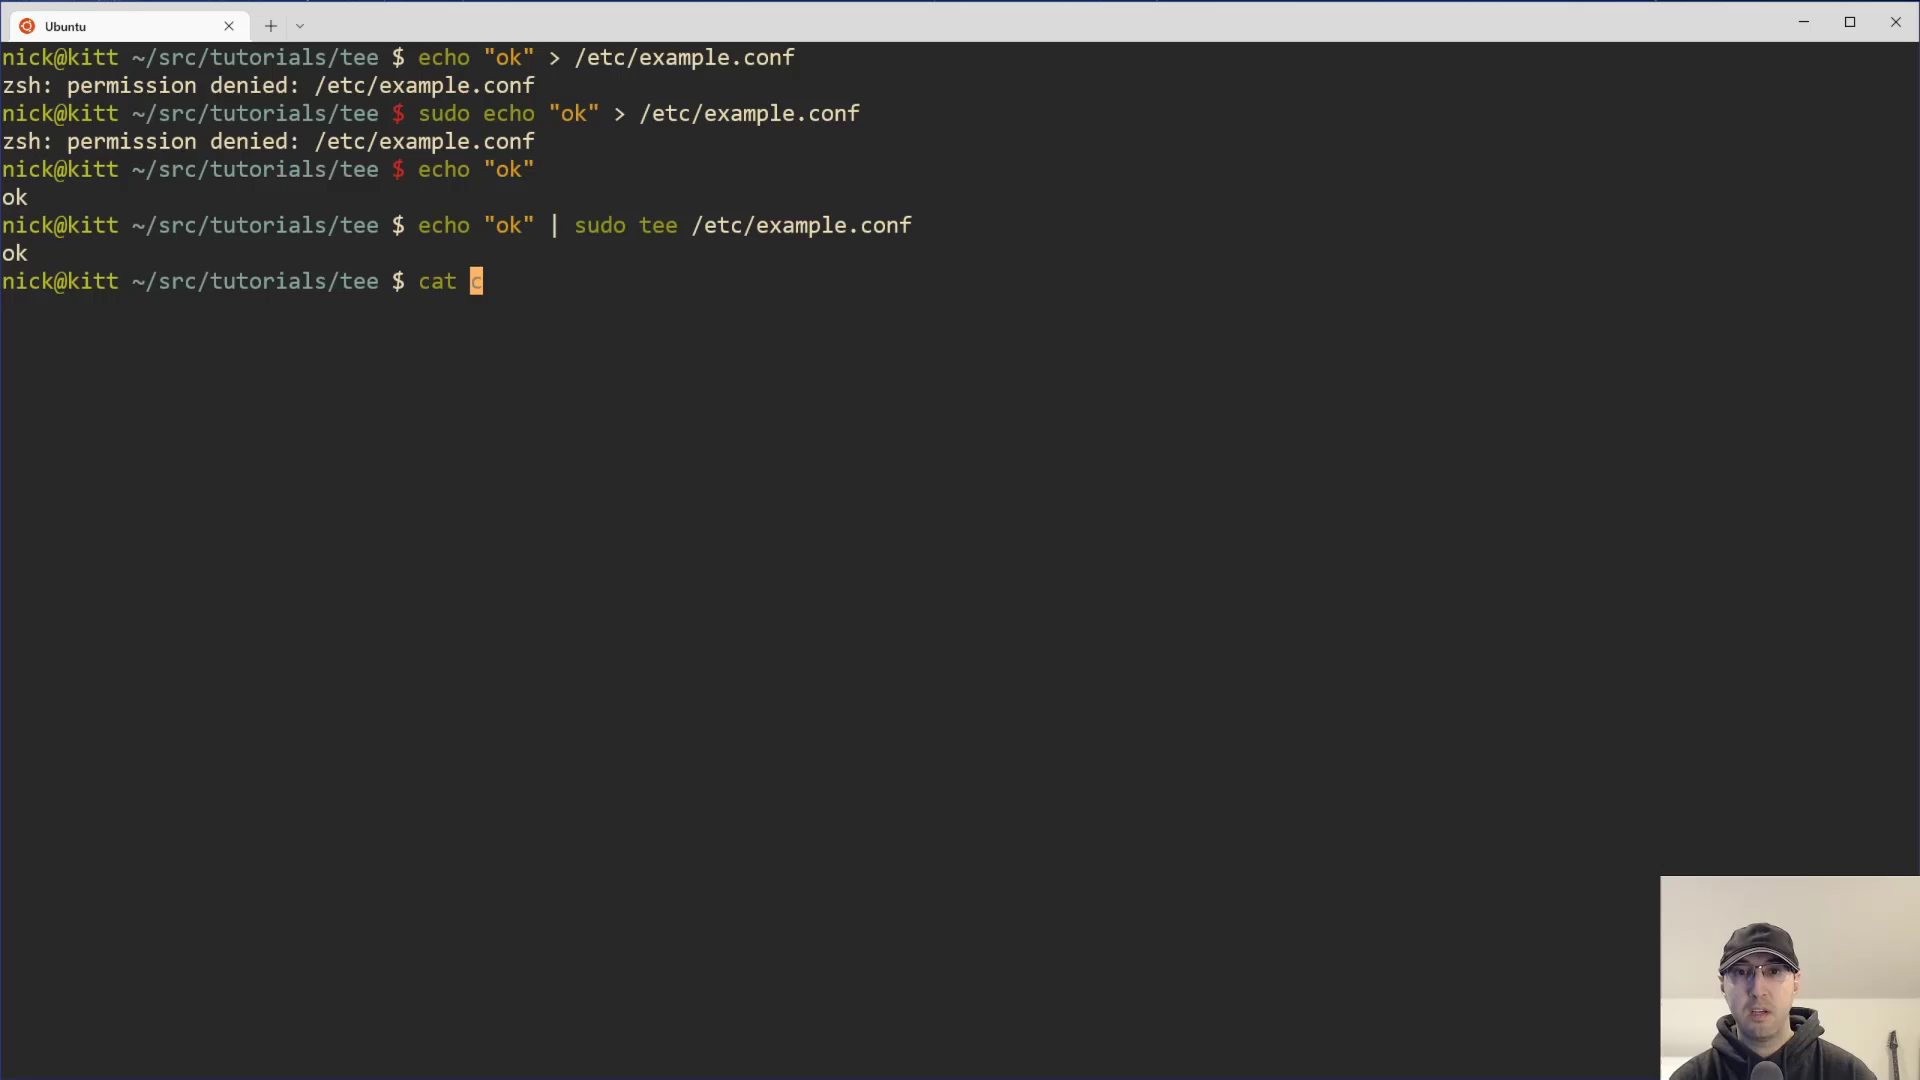 Ubuntu
nick@kitt ~/src/tutorials/tee $ echo "ok" > /etc/example.conf
zsh: permission denied: /etc/example.conf
nick@kitt ~/src/tutorials/tee $ sudo echo "ok" > /etc/example.conf
zsh: permission denied: /etc/example.conf
nick@kitt ~/src/tutorials/tee $ echo "ok"
ok
nick@kitt ~/src/tutorials/tee $ echo "ok" | sudo tee /etc/example.conf
ok
nick@kitt ~/src/tutorials/tee $ cat c